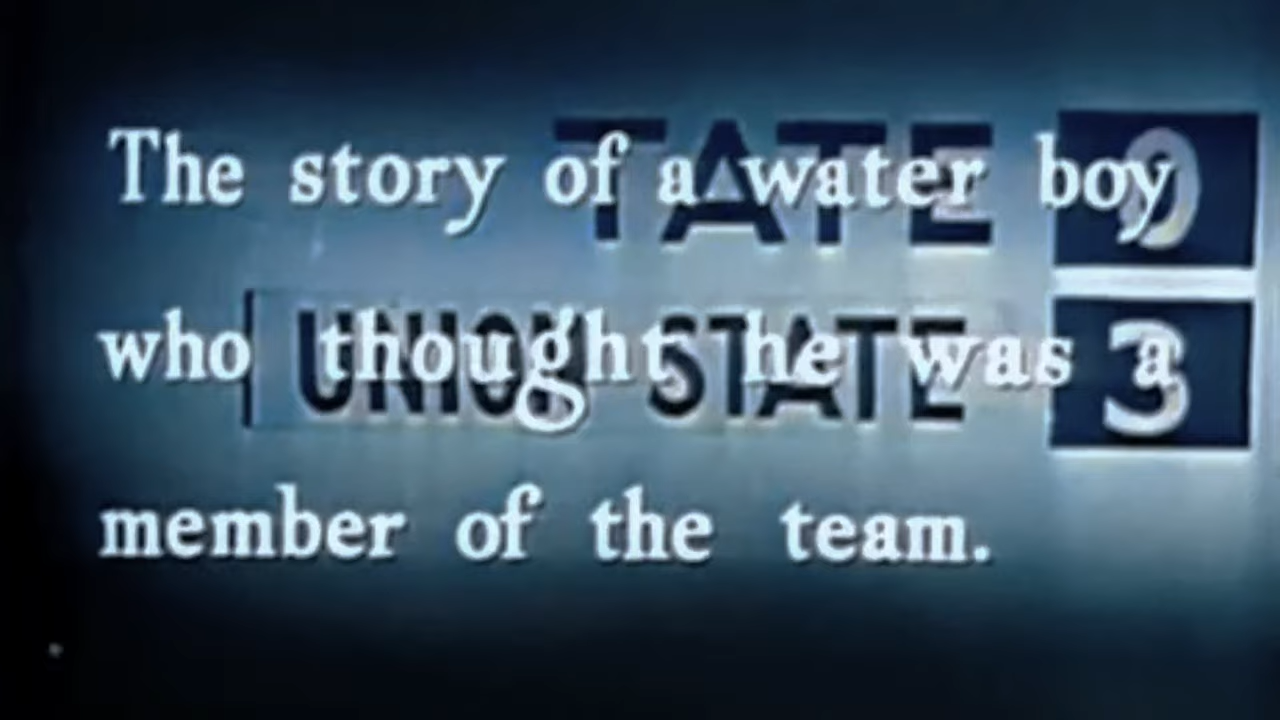 The story of a water boy
who thought he was a
member of the team.
TATE 0
UNION STATE 3